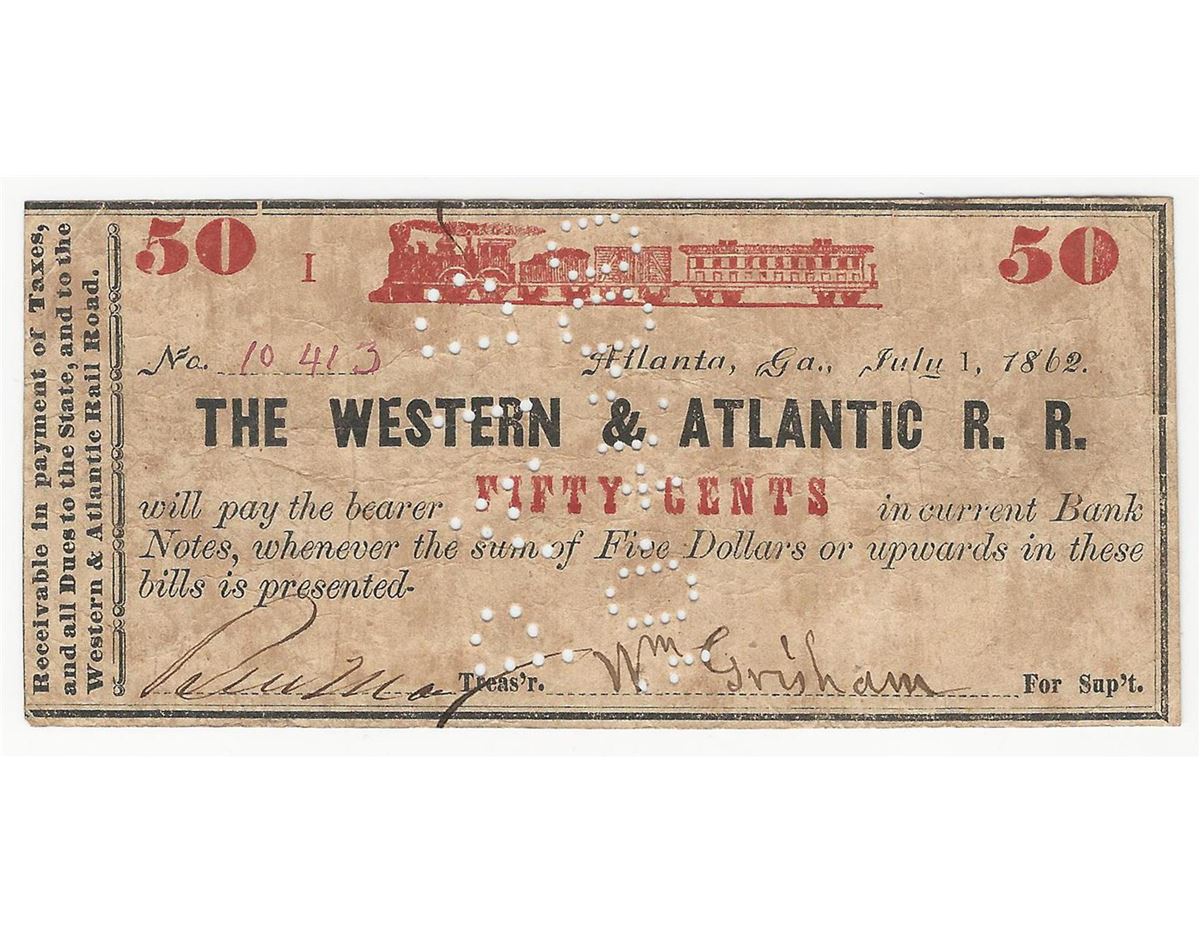 Receivable in payment of Taxes,
and all Dues to the State, and to the
Western & Atlantic Rail Road.
50 I 50
No. 10413 Atlanta, Ga., July 1, 1862.
THE WESTERN & ATLANTIC R. R.
will pay the bearer FIFTY CENTS in current Bank
Notes, whenever the sum of Five Dollars or upwards in these
bills is presented.
Ben May Treas'r. Wm Grisham For Sup't.